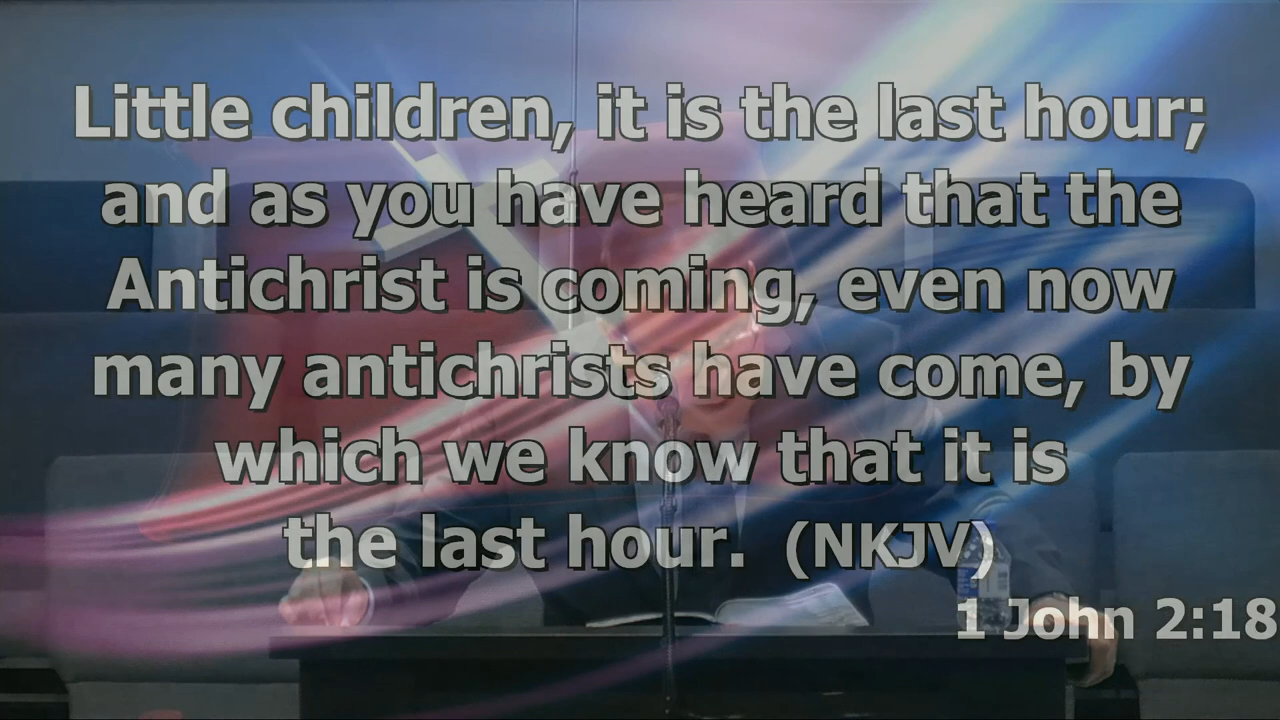 Little children, it is the last hour;
and as you have heard that the
Antichrist is coming, even now
many antichrists have come, by
which we know that it is
the last hour. (NKJV)
1 John 2:18